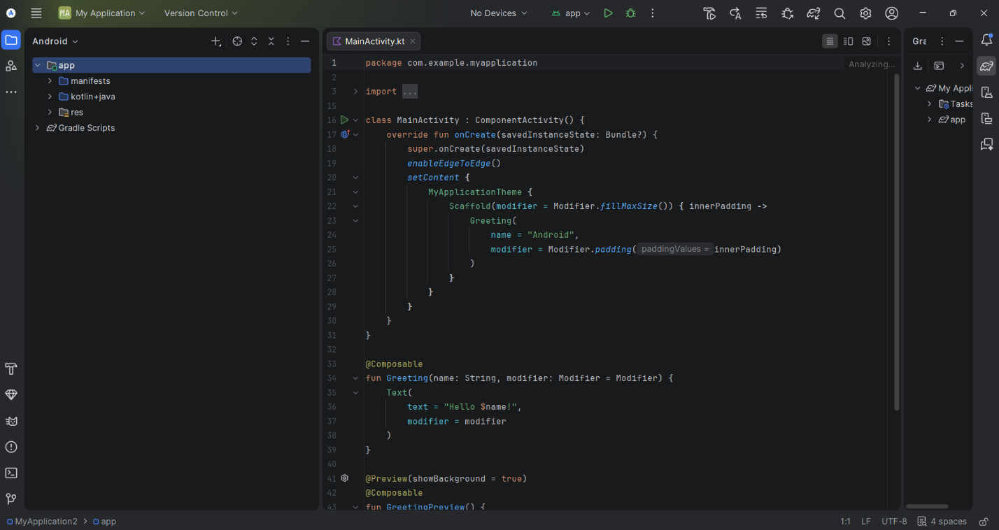 MA My Application Version Control No Devices app
Android
MainActivity.kt
Gra
app
manifests
kotlin+java
res
Gradle Scripts
1 package com.example.myapplication
Analyzing...
2
3 import ...
15
16 class MainActivity : ComponentActivity() {
17 override fun onCreate(savedInstanceState: Bundle?) {
18 super.onCreate(savedInstanceState)
19 enableEdgeToEdge()
20 setContent {
21 MyApplicationTheme {
22 Scaffold(modifier = Modifier.fillMaxSize()) { innerPadding ->
23 Greeting(
24 name = "Android",
25 modifier = Modifier.padding( paddingValues = innerPadding)
26 )
27 }
28 }
29 }
30 }
31 }
32
33 @Composable
34 fun Greeting(name: String, modifier: Modifier = Modifier) {
35 Text(
36 text = "Hello $name!",
37 modifier = modifier
38 )
39 }
40
41 @Preview(showBackground = true)
42 @Composable
43 fun GreetingPreview() {
My Appli
Tasks
app
MyApplication2 > app
1:1 LF UTF-8 4 spaces